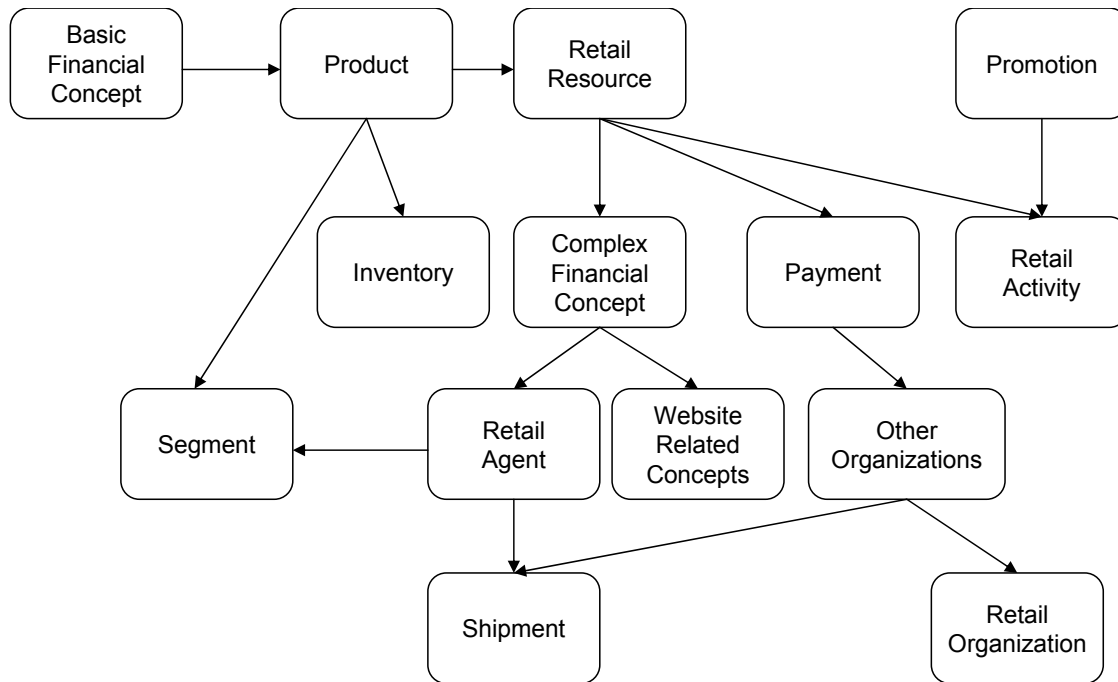 Basic
Financial
Concept
Product
Retail
Resource
Promotion
Inventory
Complex
Financial
Concept
Payment
Retail
Activity
Segment
Retail
Agent
Website
Related
Concepts
Other
Organizations
Shipment
Retail
Organization